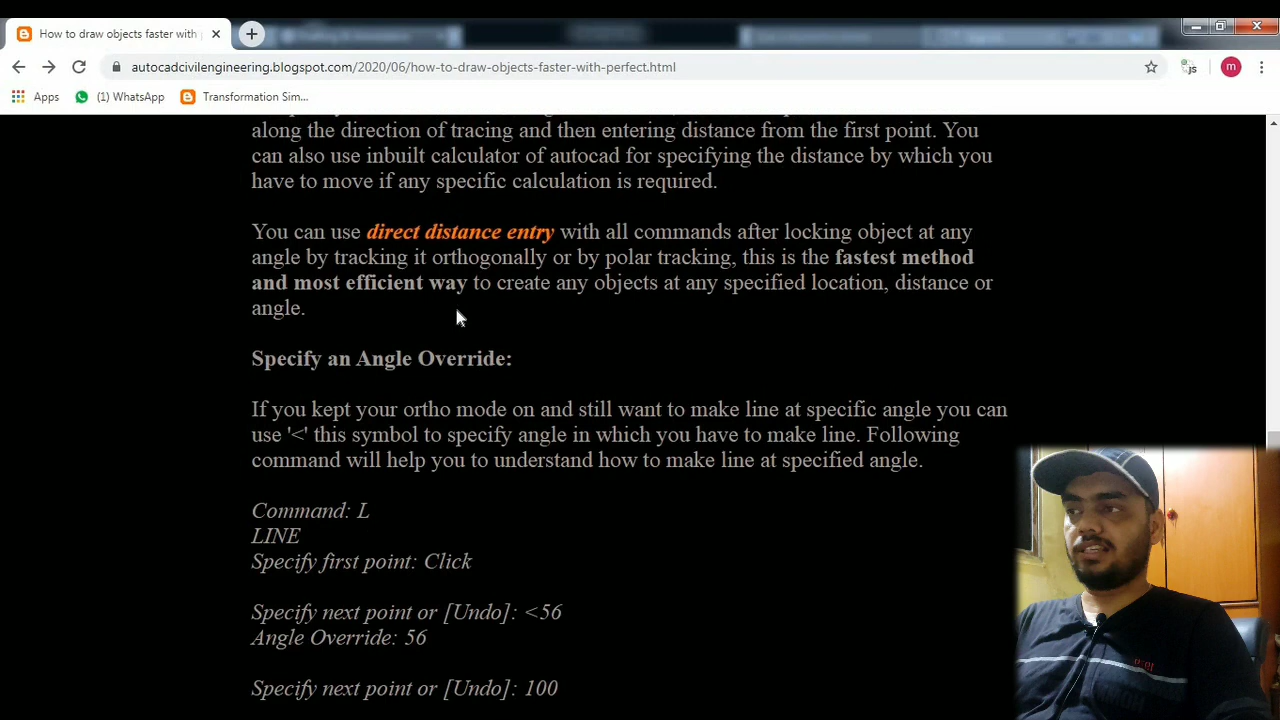 How to draw objects faster with
autocadcivilengineering.blogspot.com/2020/06/how-to-draw-objects-faster-with-perfect.html
JS
m
Apps
(1) WhatsApp
Transformation Sim...
along the direction of tracing and then entering distance from the first point. You
can also use inbuilt calculator of autocad for specifying the distance by which you
have to move if any specific calculation is required.
You can use direct distance entry with all commands after locking object at any
angle by tracking it orthogonally or by polar tracking, this is the fastest method
and most efficient way to create any objects at any specified location, distance or
angle.
Specify an Angle Override:
If you kept your ortho mode on and still want to make line at specific angle you can
use '<' this symbol to specify angle in which you have to make line. Following
command will help you to understand how to make line at specified angle.
Command: L
LINE
Specify first point: Click
Specify next point or [Undo]: <56
Angle Override: 56
Specify next point or [Undo]: 100